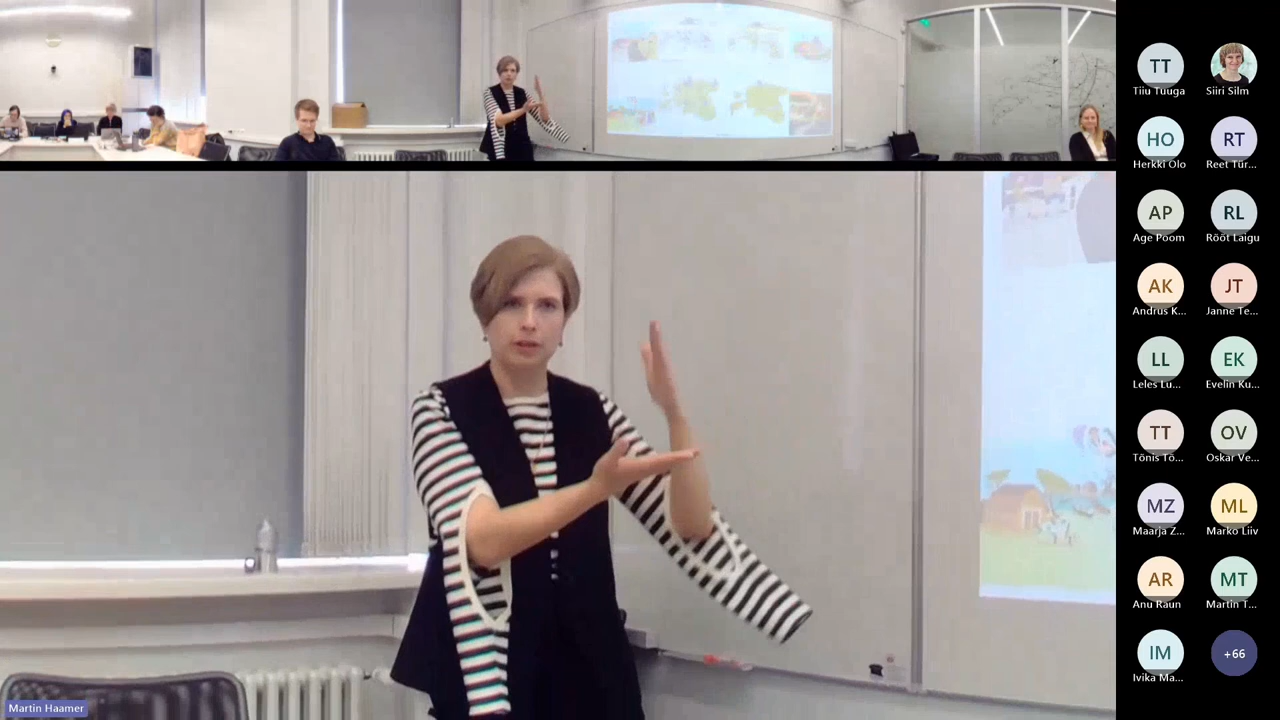 TT
Tiiu Tuuga
Siiri Silm
HO
Herkki Olo
RT
Reet Tür...
AP
Age Poom
RL
Rööt Laigu
AK
Andrus K...
JT
Janne Te...
LL
Leles Lu...
EK
Evelin Ku...
TT
Tõnis Tõ...
OV
Oskar Ve...
MZ
Maarja Z...
ML
Marko Liiv
AR
Anu Raun
MT
Martin T...
IM
Ivika Ma...
+66
Martin Haamer